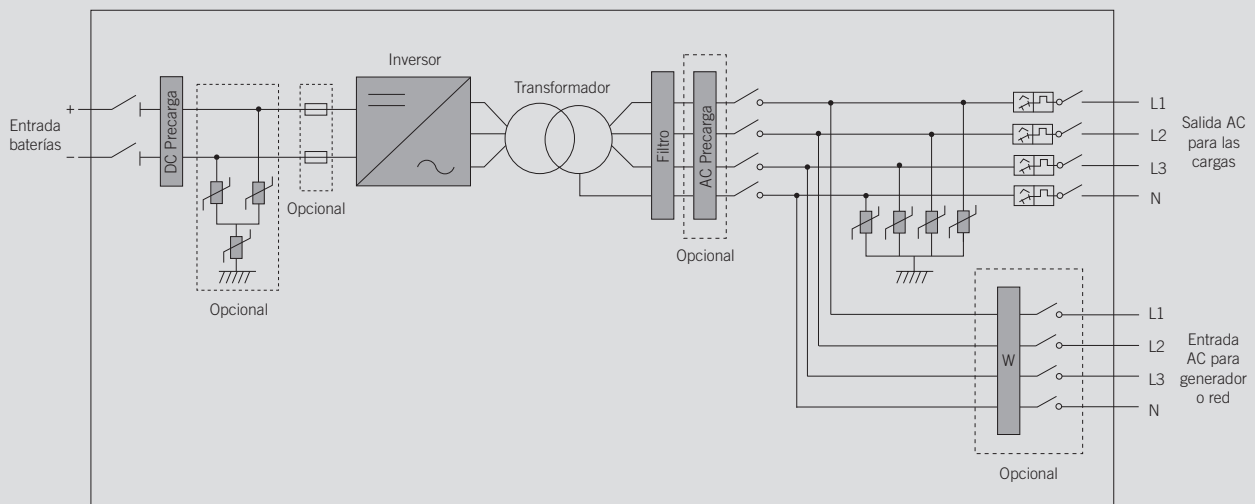 Inversor
Transformador
+
Entrada
baterías
–
DC Precarga
Opcional
Opcional
Filtro
AC Precarga
Opcional
L1
L2
L3
N
Salida AC
para las
cargas
W
L1
L2
L3
N
Entrada
AC para
generador
o red
Opcional